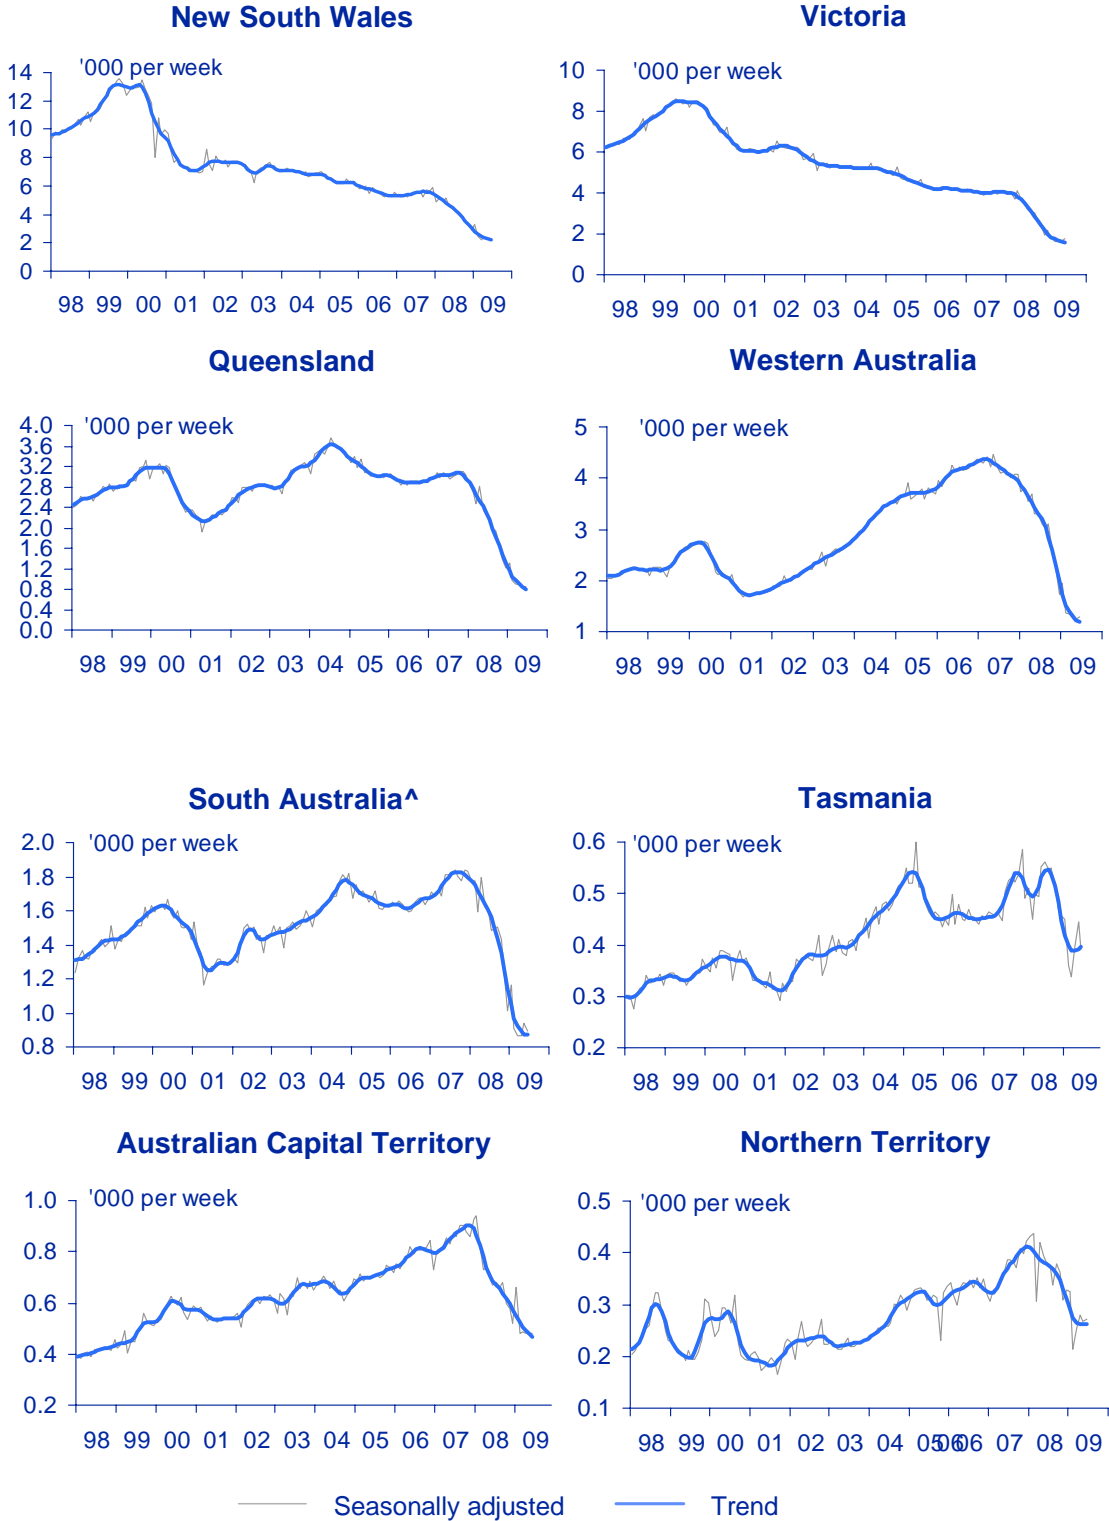 New South Wales
'000 per week
14
12
10
8
6
4
2
0
98 99 00 01 02 03 04 05 06 07 08 09
Victoria
'000 per week
10
8
6
4
2
0
98 99 00 01 02 03 04 05 06 07 08 09
Queensland
'000 per week
4.0
3.6
3.2
2.8
2.4
2.0
1.6
1.2
0.8
0.4
0.0
98 99 00 01 02 03 04 05 06 07 08 09
Western Australia
'000 per week
5
4
3
2
1
98 99 00 01 02 03 04 05 06 07 08 09
South Australia^
'000 per week
2.0
1.8
1.6
1.4
1.2
1.0
0.8
98 99 00 01 02 03 04 05 06 07 08 09
Tasmania
'000 per week
0.6
0.5
0.4
0.3
0.2
98 99 00 01 02 03 04 05 06 07 08 09
Australian Capital Territory
'000 per week
1.0
0.8
0.6
0.4
0.2
98 99 00 01 02 03 04 05 06 07 08 09
Northern Territory
'000 per week
0.5
0.4
0.3
0.2
0.1
98 99 00 01 02 03 04 05 06 06 07 08 09
Seasonally adjusted
Trend